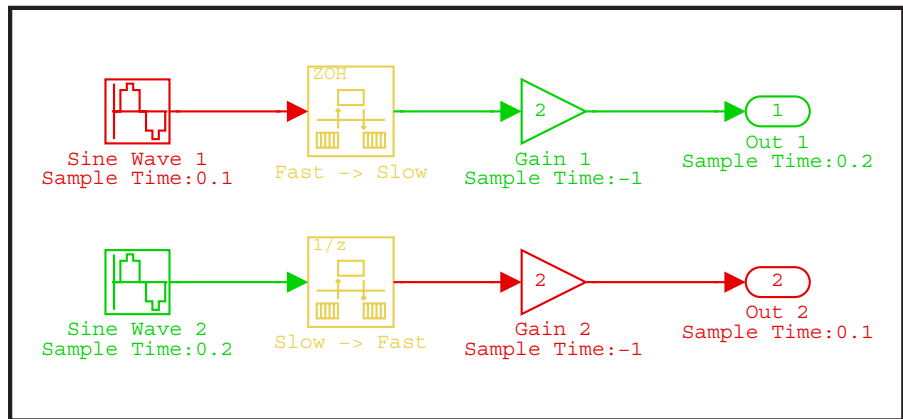 ZOH
2
1
Sine Wave 1
Sample Time:0.1
Fast -> Slow
Gain 1
Sample Time:-1
Out 1
Sample Time:0.2
1/z
2
2
Sine Wave 2
Sample Time:0.2
Slow -> Fast
Gain 2
Sample Time:-1
Out 2
Sample Time:0.1